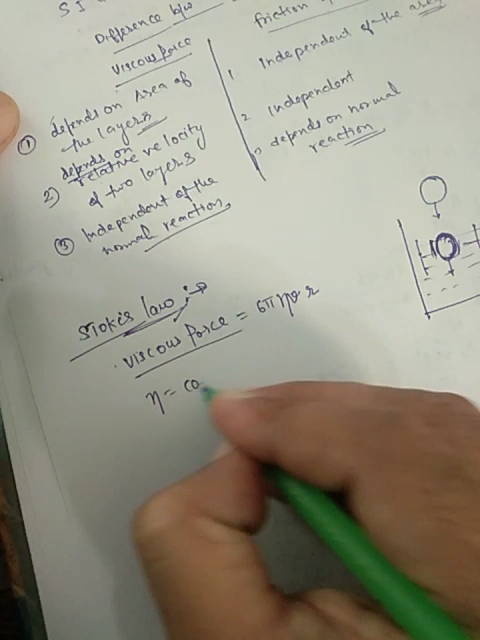 S I
Difference b/w
Viscous force
① depends on Area of
the layers
2) depends on
relative velocity
of two layers
③ Independent of the
normal reaction,
friction
1 Independent of the area
2. Independent
3 depends on normal
reaction
Stoke's law :→
Viscous force = 6πηv r
η = co